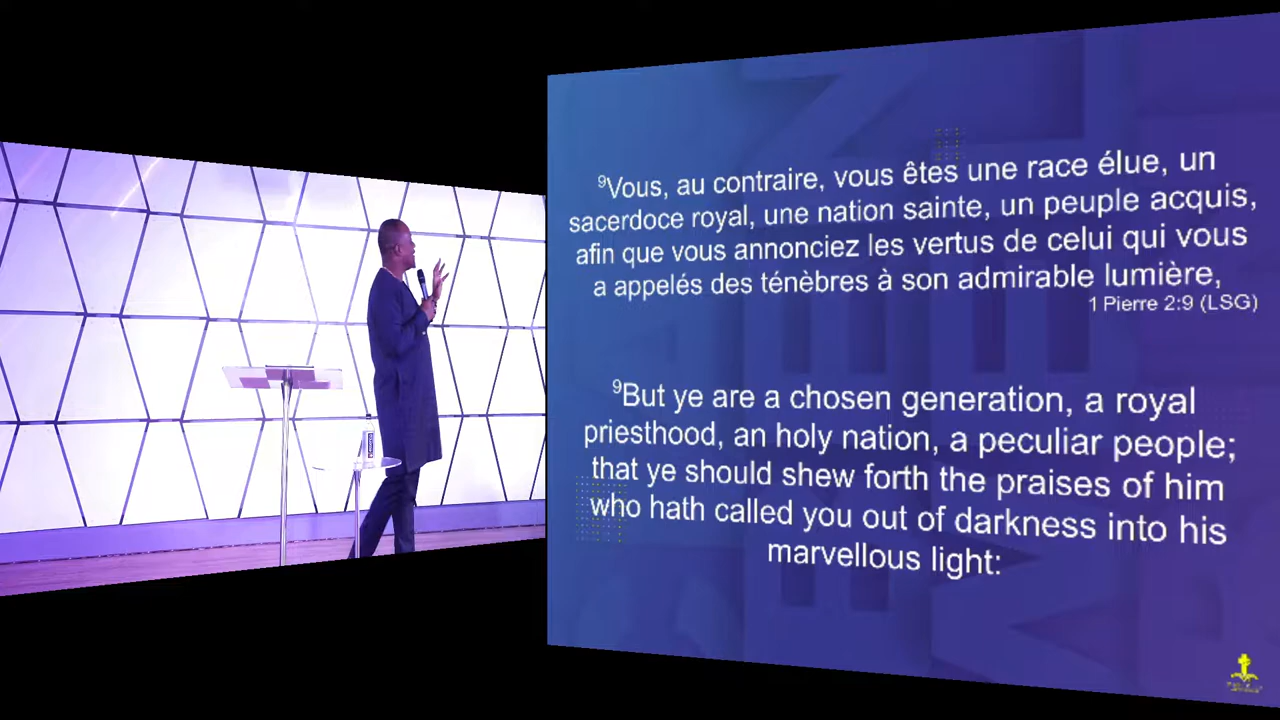 ⁹Vous, au contraire, vous êtes une race élue, un
sacerdoce royal, une nation sainte, un peuple acquis,
afin que vous annonciez les vertus de celui qui vous
a appelés des ténèbres à son admirable lumière,
1 Pierre 2:9 (LSG)
⁹But ye are a chosen generation, a royal
priesthood, an holy nation, a peculiar people;
that ye should shew forth the praises of him
who hath called you out of darkness into his
marvellous light: